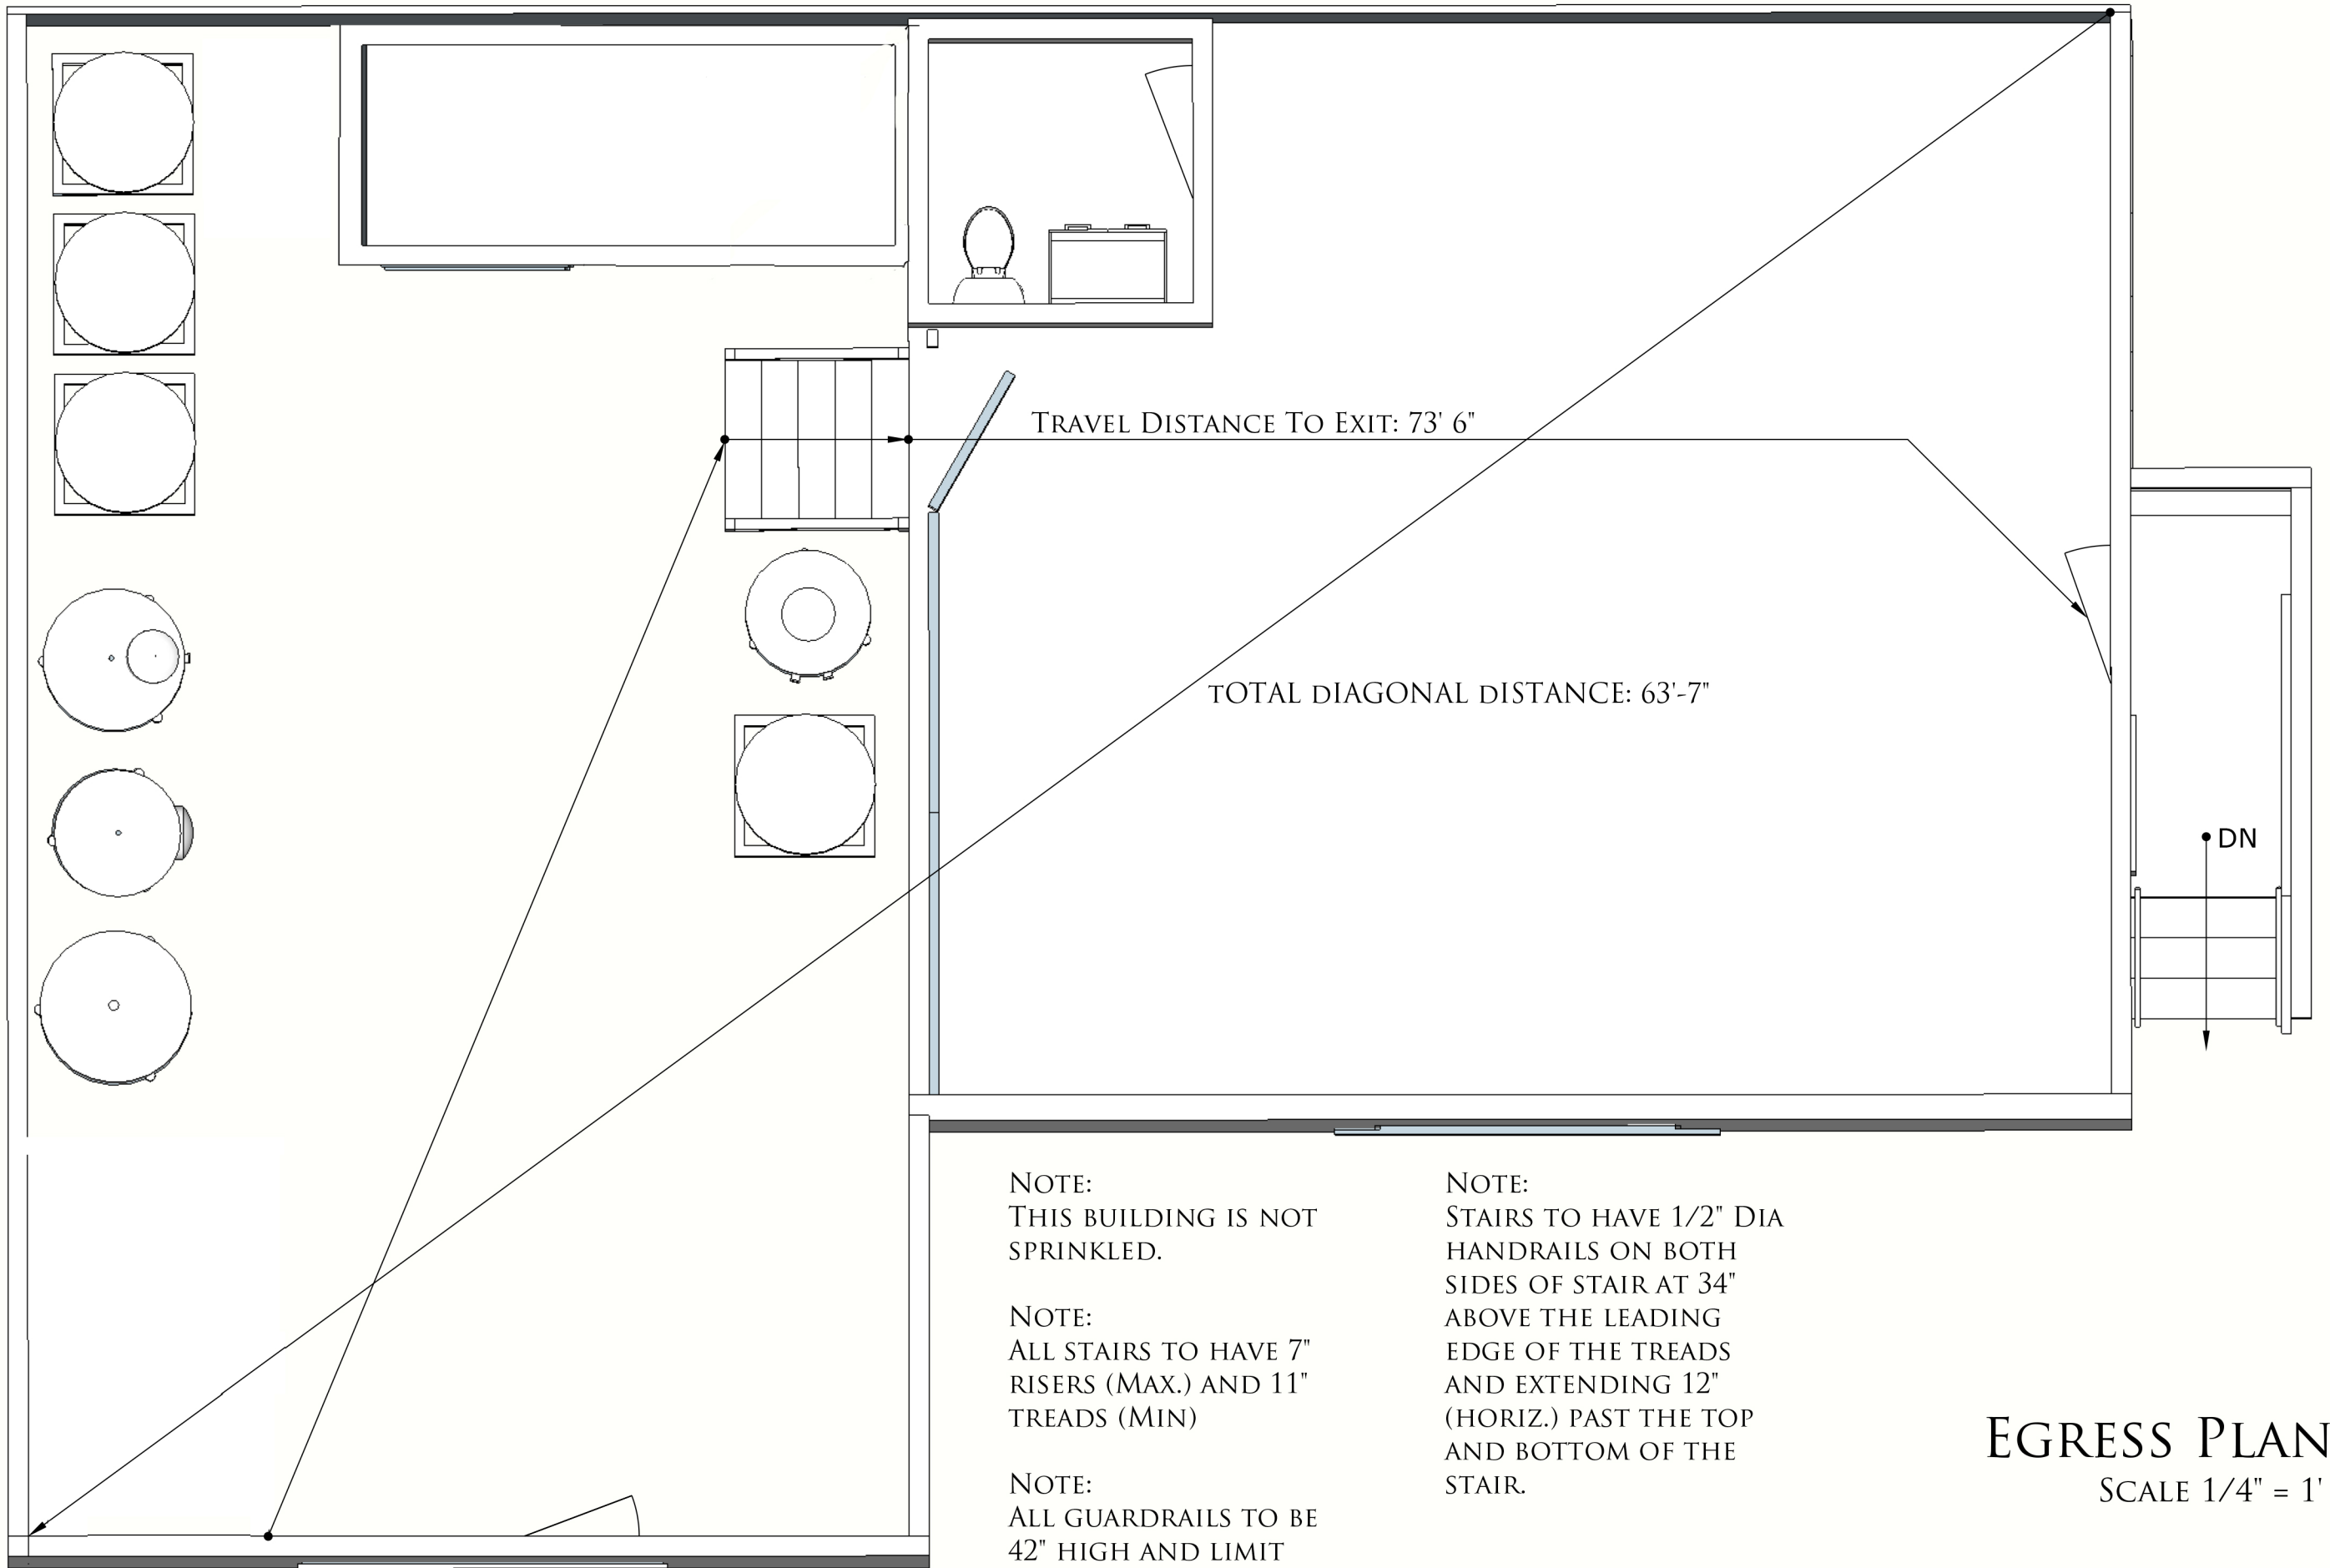 Travel Distance To Exit: 73' 6"
total diagonal distance: 63'-7"
DN
Note:
This building is not
sprinkled.
Note:
All stairs to have 7"
risers (Max.) and 11"
treads (Min)
Note:
All guardrails to be
42" high and limit
Note:
Stairs to have 1/2" Dia
handrails on both
sides of stair at 34"
above the leading
edge of the treads
and extending 12"
(horiz.) past the top
and bottom of the
stair.
Egress Plan
Scale 1/4" = 1'